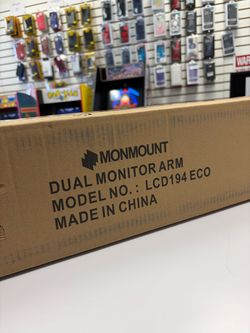 MONMOUNT
DUAL MONITOR ARM
MODEL NO. : LCD194 ECO
MADE IN CHINA